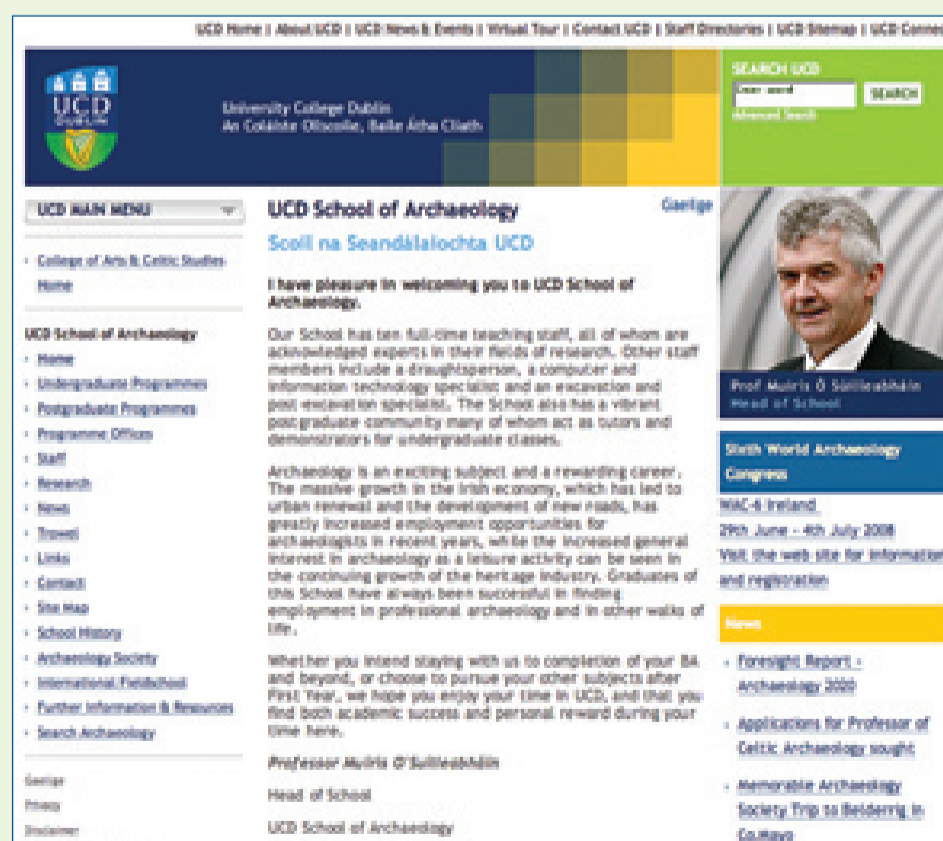 UCD Home | About UCD | UCD News & Events | Virtual Tour | Contact UCD | Staff Directories | UCD Sitemap | UCD Connect
UCD
DUBLIN
University College Dublin
An Coláiste Ollscoile, Baile Átha Cliath
SEARCH UCD
SEARCH
Advanced Search
UCD MAIN MENU
College of Arts & Celtic Studies
Home
UCD School of Archaeology
Home
Undergraduate Programmes
Postgraduate Programmes
Programme Offices
Staff
Research
News
Trowel
Links
Contact
Site Map
School History
Archaeology Society
International Fieldschool
Further Information & Resources
Search Archaeology
Gaeilge
Privacy
Disclaimer
UCD School of Archaeology
Gaeilge
Scoil na Seandálaíochta UCD
I have pleasure in welcoming you to UCD School of
Archaeology.
Our School has ten full-time teaching staff, all of whom are
acknowledged experts in their fields of research. Other staff
members include a draughtsperson, a computer and
information technology specialist and an excavation and
post excavation specialist. The School also has a vibrant
postgraduate community many of whom act as tutors and
demonstrators for undergraduate classes.
Archaeology is an exciting subject and a rewarding career.
The massive growth in the Irish economy, which has led to
urban renewal and the development of new roads, has
greatly increased employment opportunities for
archaeologists in recent years, while the increased general
interest in archaeology as a leisure activity can be seen in
the continuing growth of the heritage industry. Graduates of
this School have always been successful in finding
employment in professional archaeology and in other walks of
life.
Whether you intend staying with us to completion of your BA
and beyond, or choose to pursue your other subjects after
First Year, we hope you enjoy your time in UCD, and that you
find both academic success and personal reward during your
time here.
Professor Muiris O'Sullleabháin
Head of School
UCD School of Archaeology
Prof Muiris Ó Súilleabháin
Head of School
Sixth World Archaeology
Congress
WAC-6 Ireland.
29th June - 4th July 2008
Visit the web site for information
and registration
News
Foresight Report -
Archaeology 2020
Applications for Professor of
Celtic Archaeology sought
Memorable Archaeology
Society Trip to Belderrig in
Co.Mayo